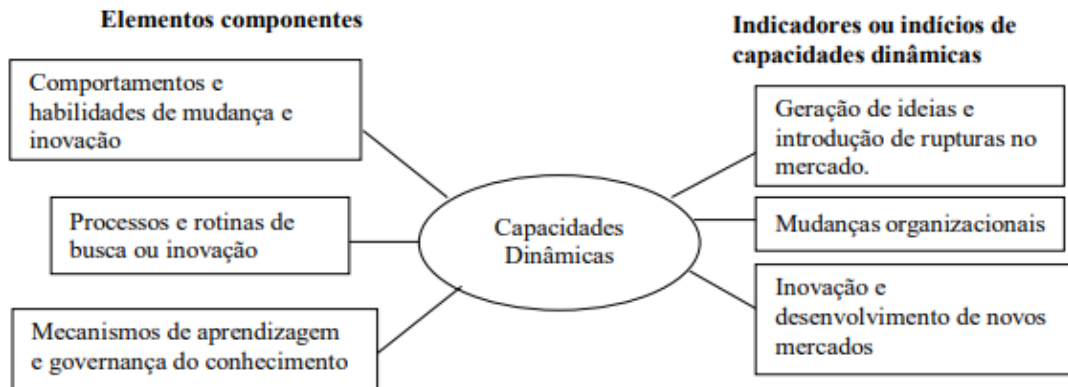 Elementos componentes
Comportamentos e
habilidades de mudança e
inovação
Processos e rotinas de
busca ou inovação
Mecanismos de aprendizagem
e governança do conhecimento
Capacidades
Dinâmicas
Indicadores ou indícios de
capacidades dinâmicas
Geração de ideias e
introdução de rupturas no
mercado.
Mudanças organizacionais
Inovação e
desenvolvimento de novos
mercados